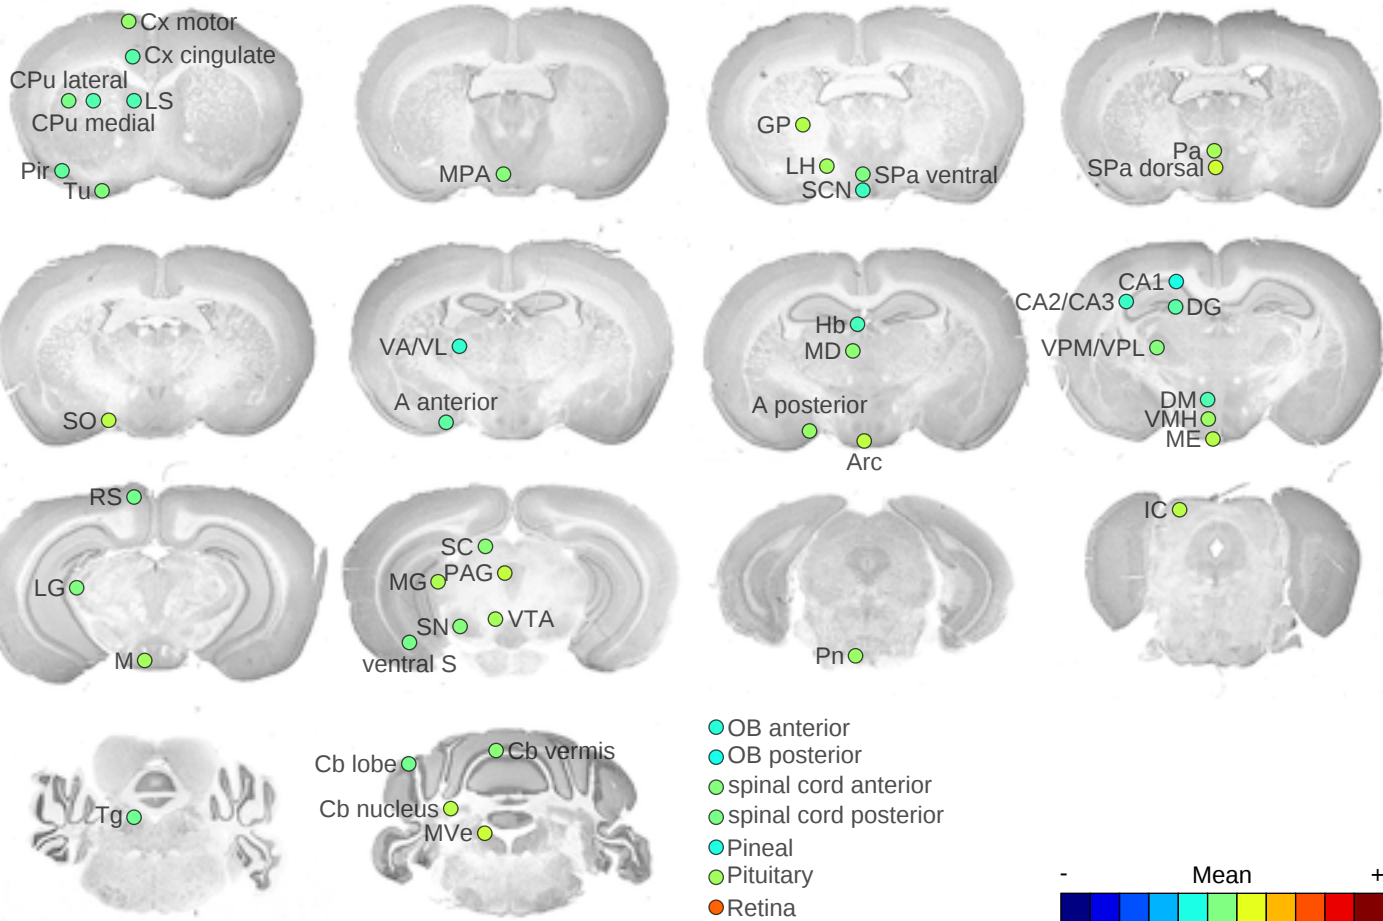 Cx motor
Cx cingulate
CPu lateral
LS
CPu medial
Pir
Tu
MPA
GP
LH
SPa ventral
SCN
Pa
SPa dorsal
SO
VA/VL
A anterior
Hb
MD
A posterior
Arc
CA1
CA2/CA3
DG
VPM/VPL
DM
VMH
ME
RS
LG
M
SC
MG
PAG
VTA
SN
ventral S
Pn
IC
Tg
Cb lobe
Cb vermis
Cb nucleus
MVe
OB anterior
OB posterior
spinal cord anterior
spinal cord posterior
Pineal
Pituitary
Retina
- Mean +